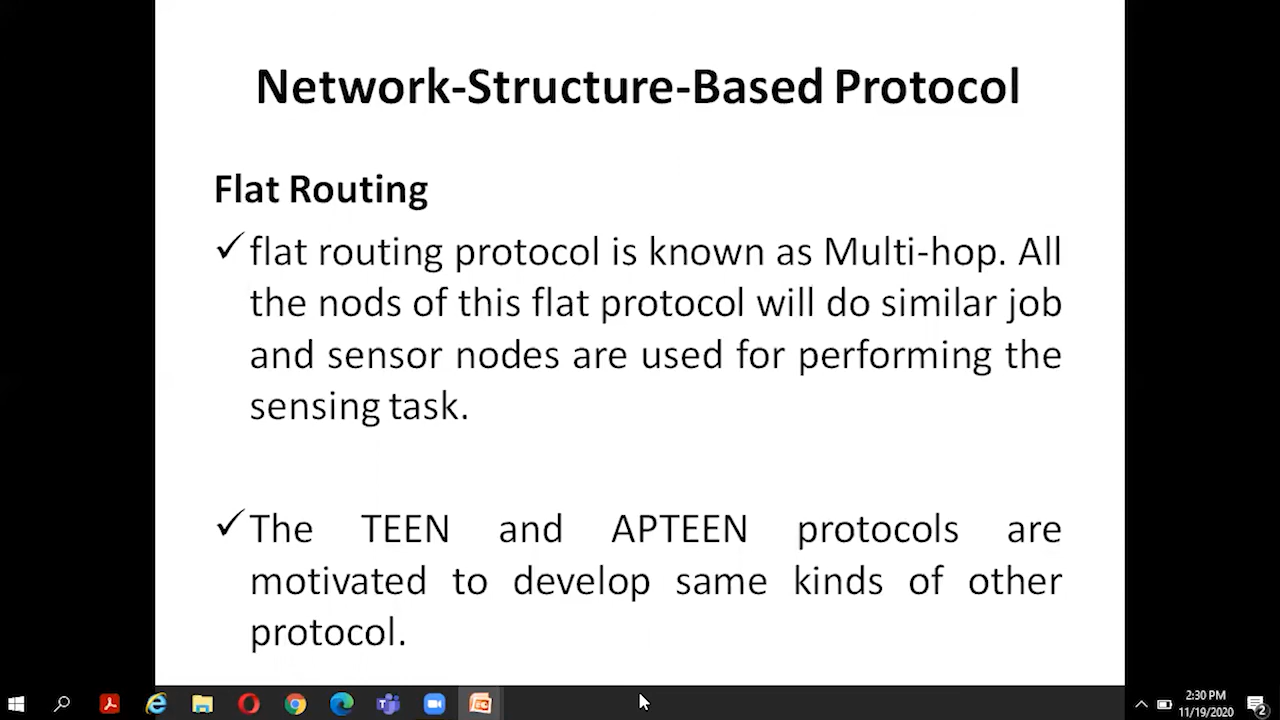 Network-Structure-Based Protocol
Flat Routing
✓ flat routing protocol is known as Multi-hop. All
the nods of this flat protocol will do similar job
and sensor nodes are used for performing the
sensing task.
✓ The TEEN and APTEEN protocols are
motivated to develop same kinds of other
protocol.
2:30 PM
11/19/2020
2